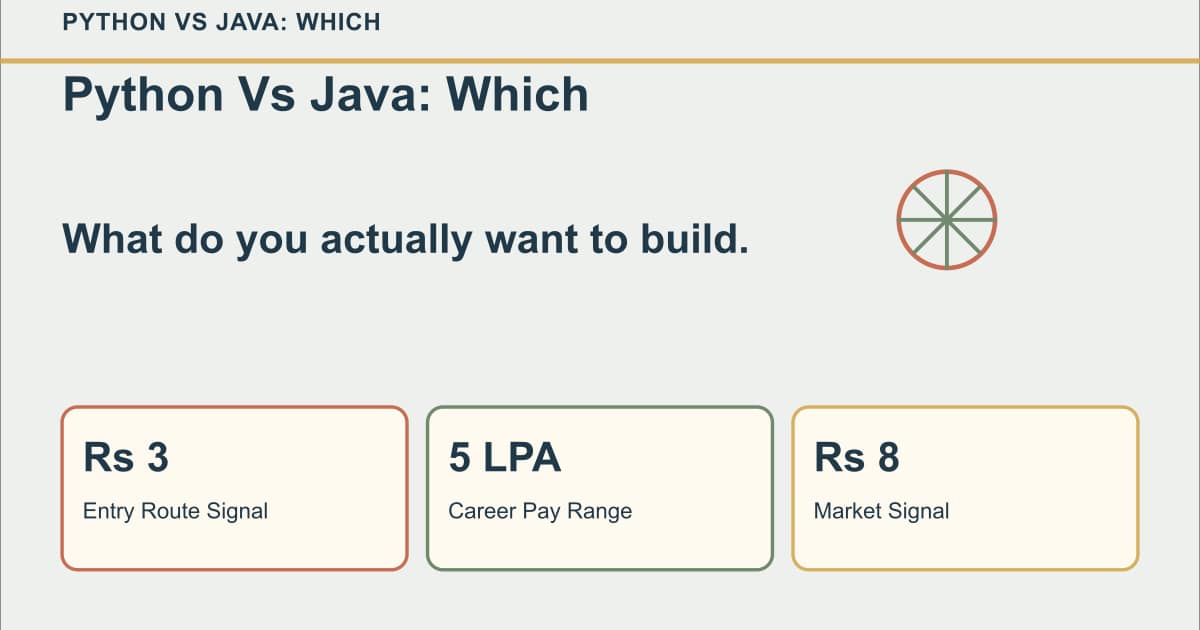 PYTHON VS JAVA: WHICH
Python Vs Java: Which
What do you actually want to build.
Rs 3
Entry Route Signal
5 LPA
Career Pay Range
Rs 8
Market Signal